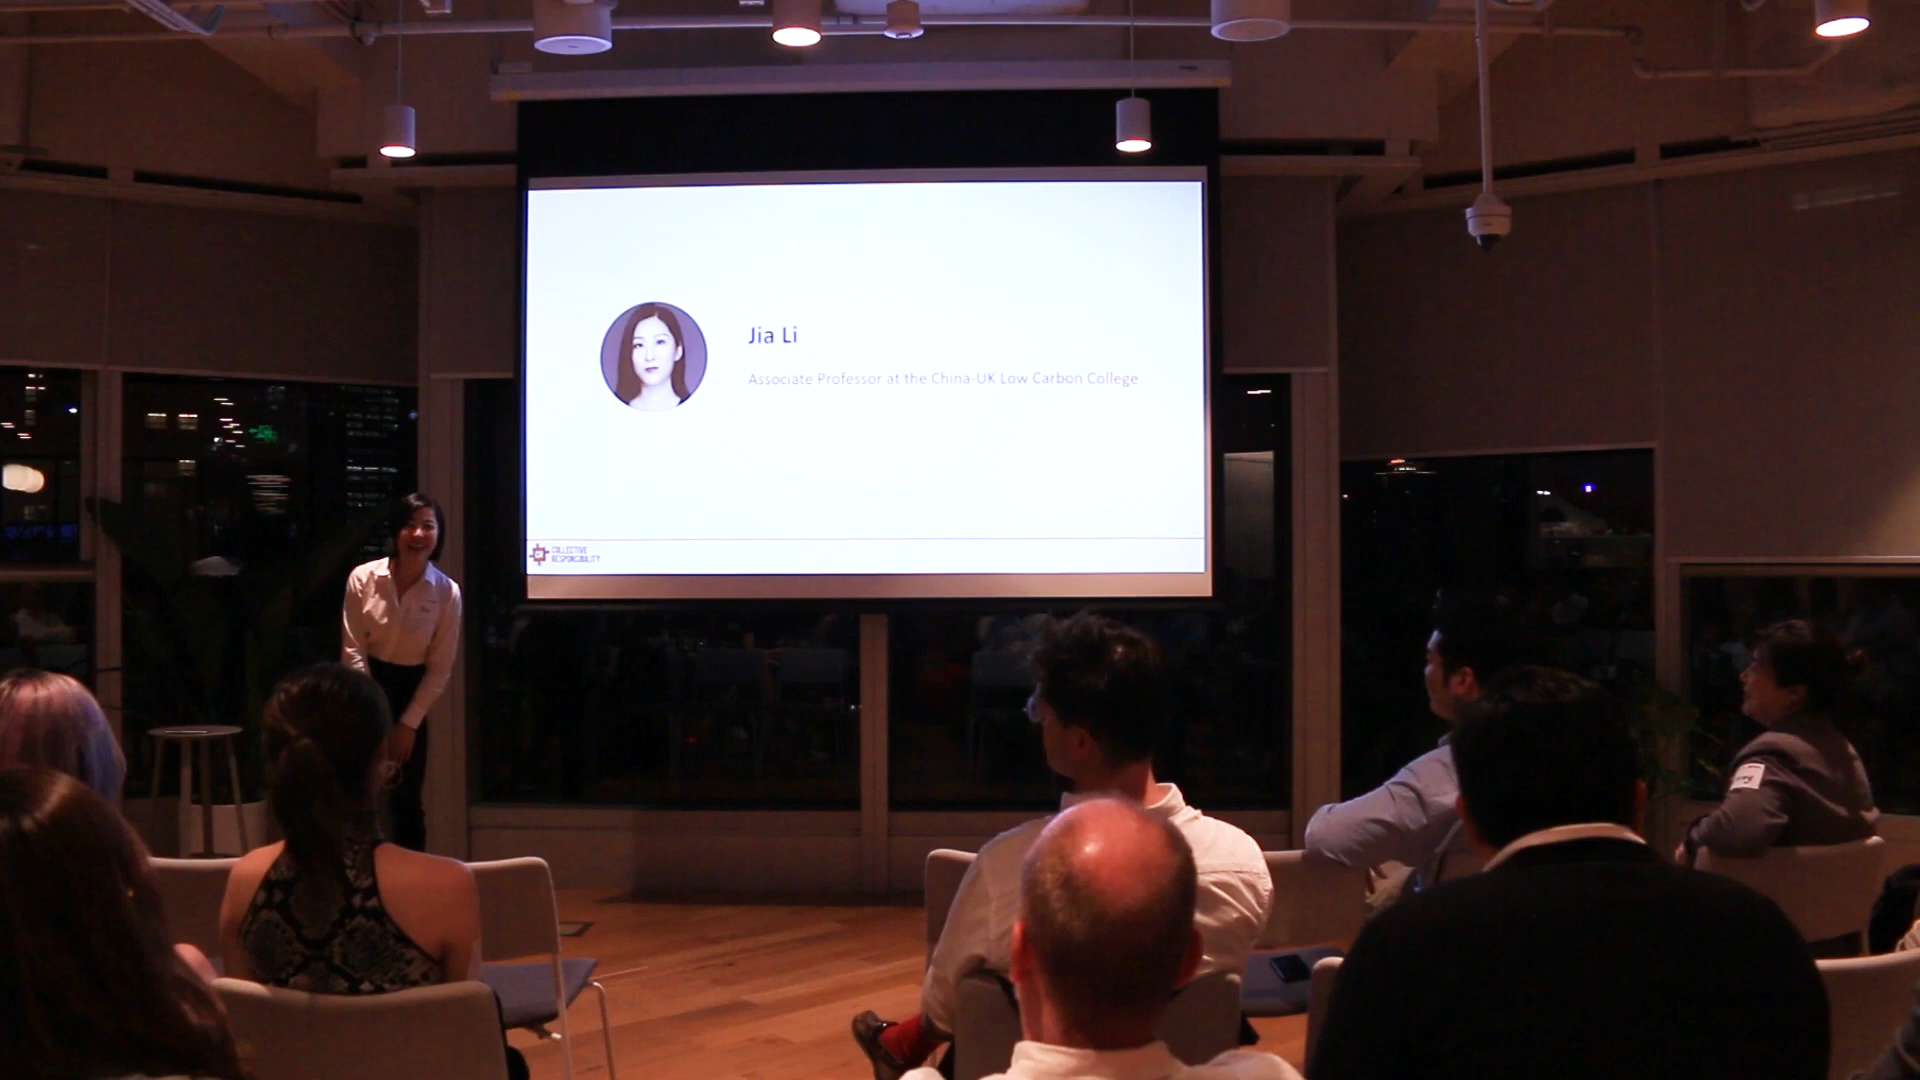 Jia Li
Associate Professor at the China-UK Low Carbon College
COLLECTIVE
RESPONSIBILITY